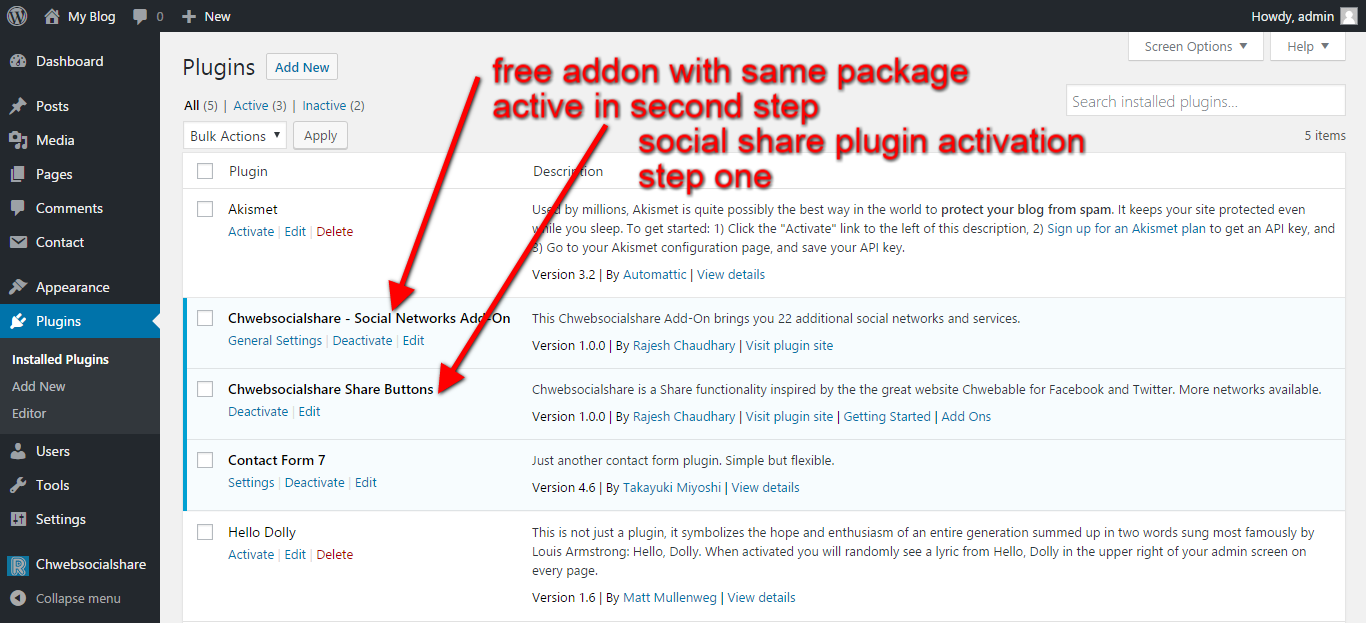 My Blog 0 New Howdy, admin
Dashboard
Posts
Media
Pages
Comments
Contact
Appearance
Plugins
Installed Plugins
Add New
Editor
Users
Tools
Settings
Chwebsocialshare
Collapse menu
Screen Options Help
Plugins Add New
free addon with same package
active in second step
social share plugin activation
step one
All (5) | Active (3) | Inactive (2)
Search installed plugins...
Bulk Actions Apply
5 items
Plugin Description
Akismet
Activate | Edit | Delete
Used by millions, Akismet is quite possibly the best way in the world to protect your blog from spam. It keeps your site protected even
while you sleep. To get started: 1) Click the "Activate" link to the left of this description, 2) Sign up for an Akismet plan to get an API key, and
3) Go to your Akismet configuration page, and save your API key.
Version 3.2 | By Automattic | View details
Chwebsocialshare - Social Networks Add-On
General Settings | Deactivate | Edit
This Chwebsocialshare Add-On brings you 22 additional social networks and services.
Version 1.0.0 | By Rajesh Chaudhary | Visit plugin site
Chwebsocialshare Share Buttons
Deactivate | Edit
Chwebsocialshare is a Share functionality inspired by the the great website Chwebable for Facebook and Twitter. More networks available.
Version 1.0.0 | By Rajesh Chaudhary | Visit plugin site | Getting Started | Add Ons
Contact Form 7
Settings | Deactivate | Edit
Just another contact form plugin. Simple but flexible.
Version 4.6 | By Takayuki Miyoshi | View details
Hello Dolly
Activate | Edit | Delete
This is not just a plugin, it symbolizes the hope and enthusiasm of an entire generation summed up in two words sung most famously by
Louis Armstrong: Hello, Dolly. When activated you will randomly see a lyric from Hello, Dolly in the upper right of your admin screen on
every page.
Version 1.6 | By Matt Mullenweg | View details